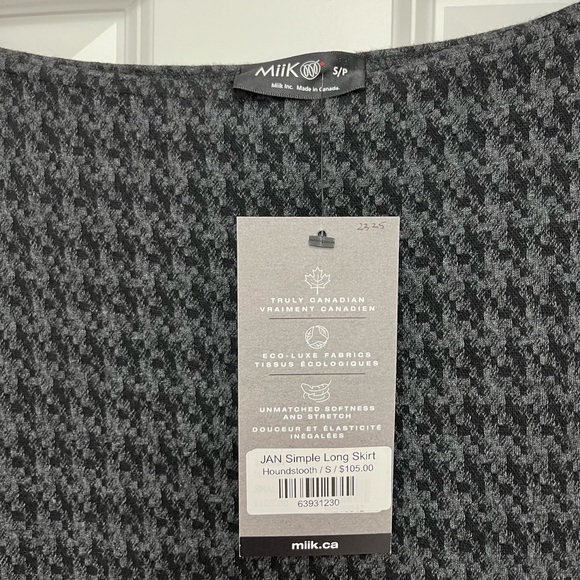 MiiK S/P
Miik Inc. Made in Canada.
2325
TRULY CANADIAN
VRAIMENT CANADIEN
ECO-LUXE FABRICS
TISSUS ÉCOLOGIQUES
UNMATCHED SOFTNESS
AND STRETCH
DOUCEUR ET ÉLASTICITÉ
INÉGALÉES
JAN Simple Long Skirt
Houndstooth / S / $105.00
63931230
miik.ca